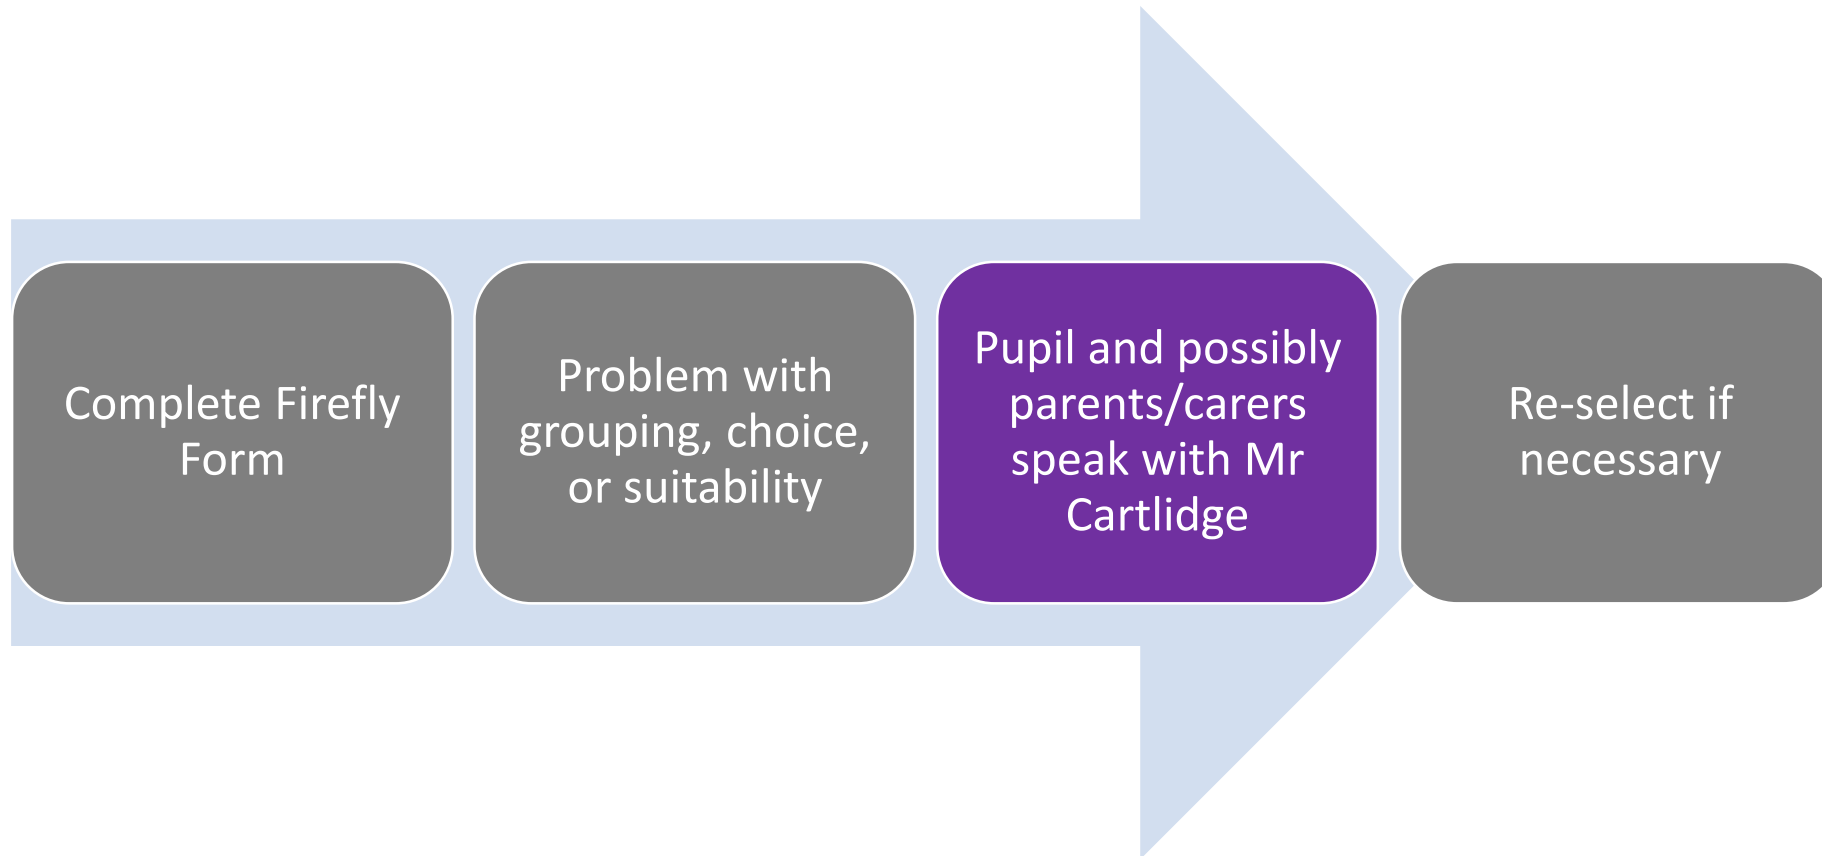 Complete Firefly
Form
Problem with
grouping, choice,
or suitability
Pupil and possibly
parents/carers
speak with Mr
Cartlidge
Re-select if
necessary